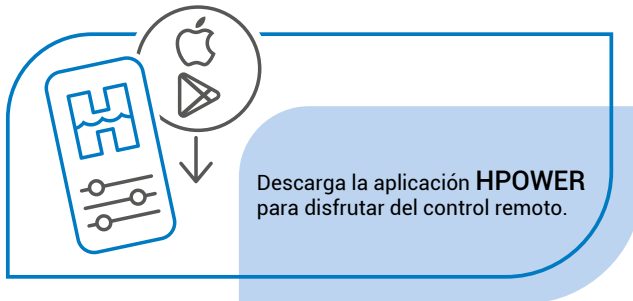 Descarga la aplicación HPOWER
para disfrutar del control remoto.